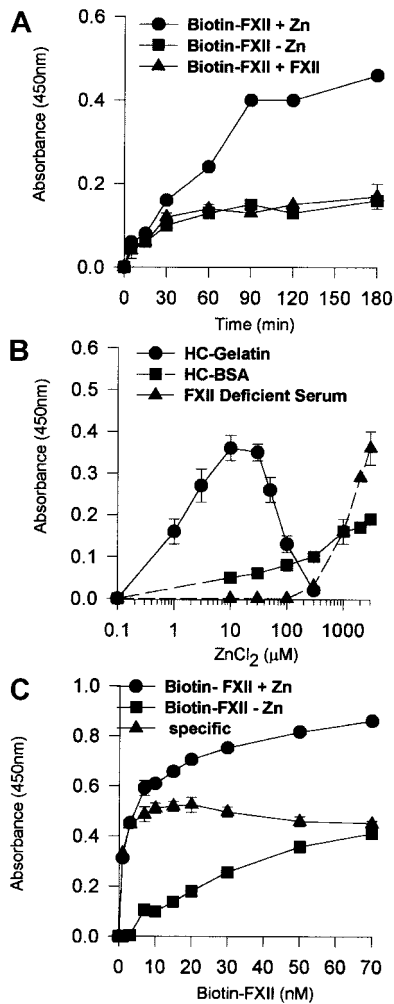 A
Biotin-FXII + Zn
Biotin-FXII - Zn
Biotin-FXII + FXII
Absorbance (450nm)
0.4
0.2
0.0
0 30 60 90 120 150 180
Time (min)
B
HC-Gelatin
HC-BSA
FXII Deficient Serum
Absorbance (450nm)
0.6
0.5
0.4
0.3
0.2
0.1
0.0
0.1 1 10 100 1000
ZnCl2 (μM)
C
Biotin- FXII + Zn
Biotin-FXII - Zn
specific
Absorbance (450nm)
1.0
0.8
0.6
0.4
0.2
0.0
0 10 20 30 40 50 60 70
Biotin-FXII (nM)